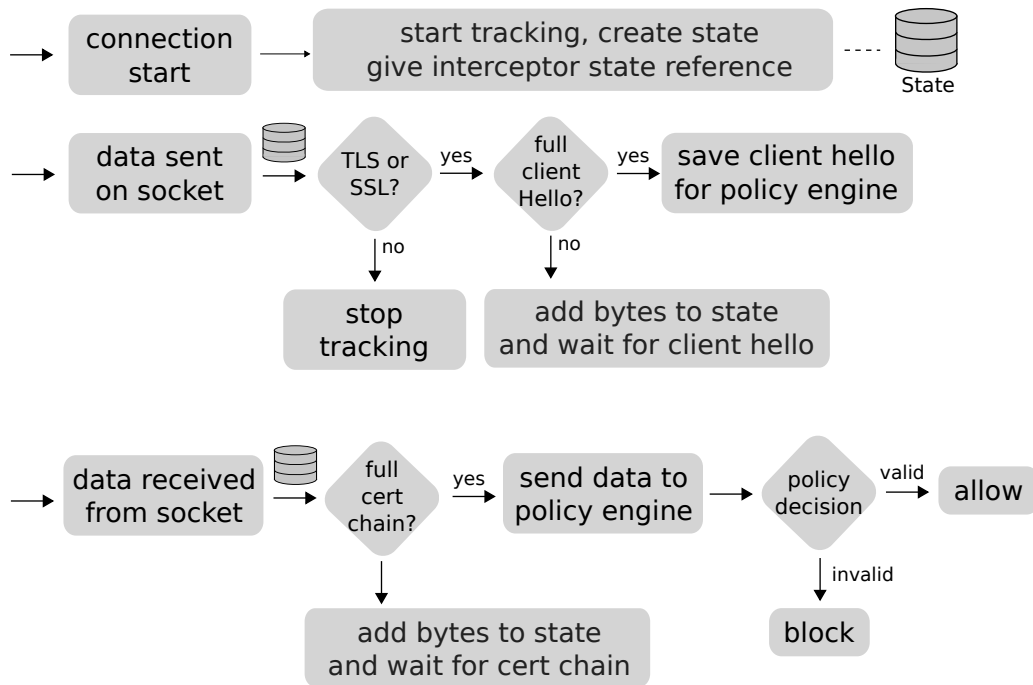 connection
start
start tracking, create state
give interceptor state reference
State
data sent
on socket
TLS or
SSL?
yes
full
client
Hello?
yes
save client hello
for policy engine
no
no
stop
tracking
add bytes to state
and wait for client hello
data received
from socket
full
cert
chain?
yes
send data to
policy engine
policy
decision
valid
allow
invalid
add bytes to state
and wait for cert chain
block